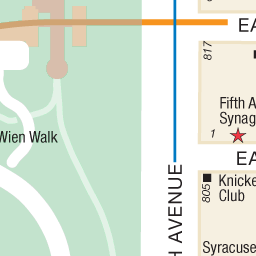 EA
817
Fifth A
Synag
1
Wien Walk
EA
H AVENUE
805
Knicke
Club
Syracuse